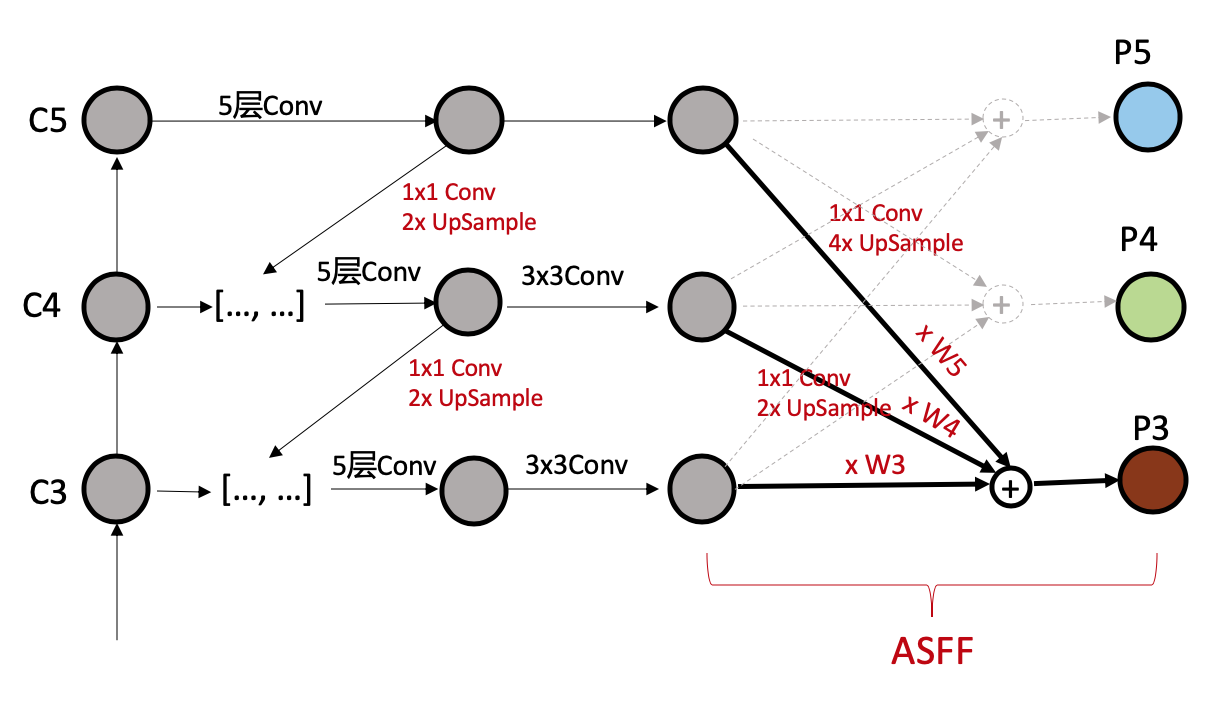 P5
C5
5层Conv
+
1x1 Conv
2x UpSample
1x1 Conv
4x UpSample
P4
C4
[..., ...]
5层Conv
3x3Conv
+
x W5
1x1 Conv
2x UpSample
1x1 Conv
2x UpSample
x W4
P3
C3
[..., ...]
5层Conv
3x3Conv
x W3
+
ASFF